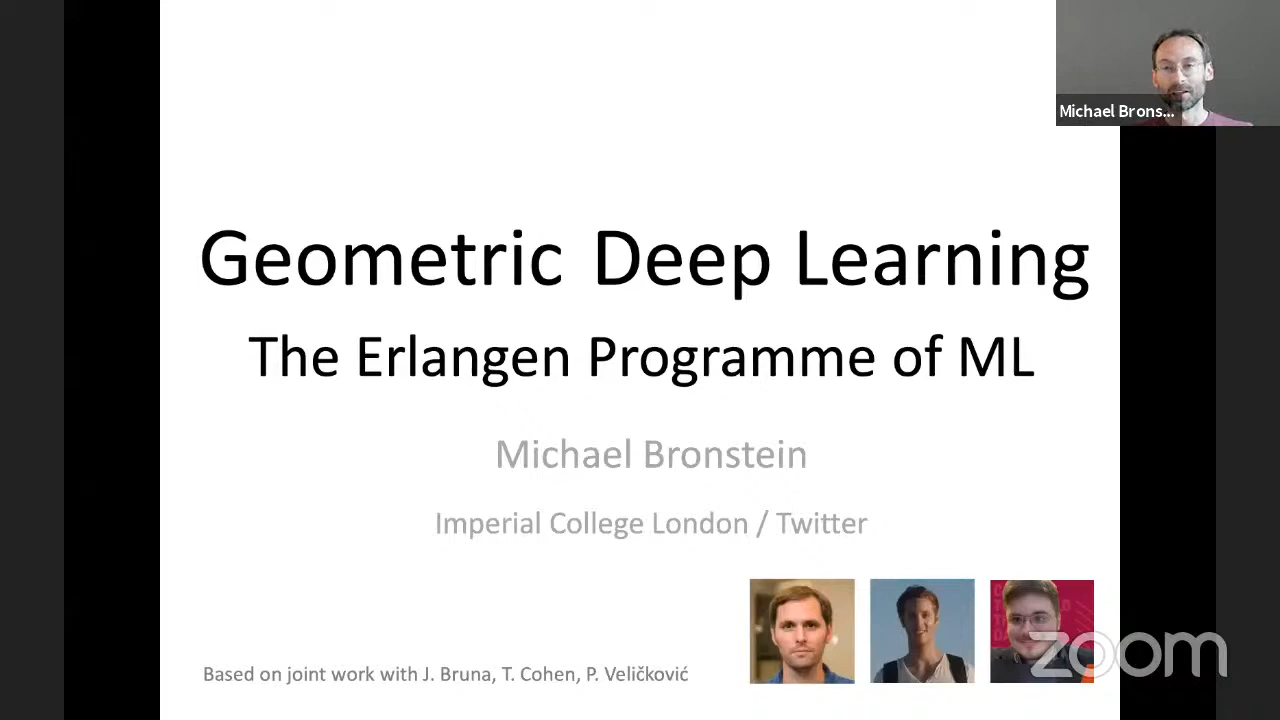 Michael Brons...
Geometric Deep Learning
The Erlangen Programme of ML
Michael Bronstein
Imperial College London / Twitter
Based on joint work with J. Bruna, T. Cohen, P. Veličković
zoom